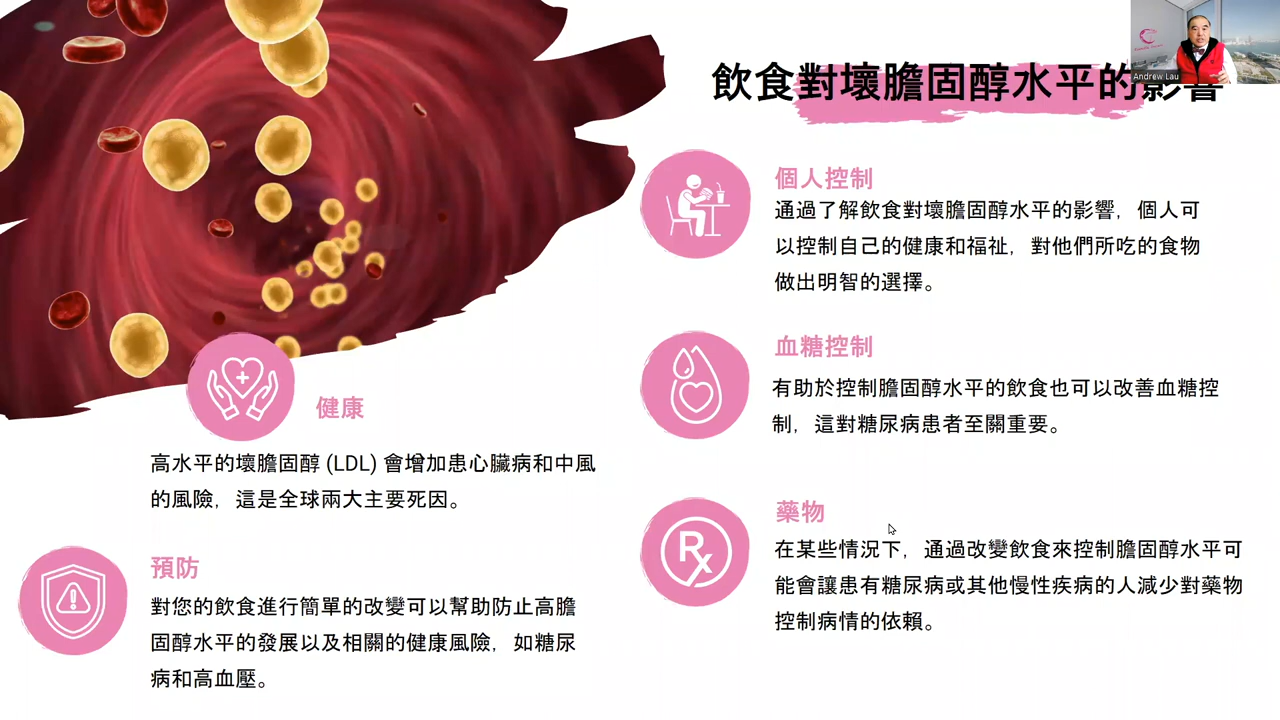 飲食對壞膽固醇水平的影響
Andrew Lau
個人控制
通過了解飲食對壞膽固醇水平的影響，個人可
以控制自己的健康和福祉，對他們所吃的食物
做出明智的選擇。
血糖控制
有助於控制膽固醇水平的飲食也可以改善血糖控
制，這對糖尿病患者至關重要。
藥物
在某些情況下，通過改變飲食來控制膽固醇水平可
能會讓患有糖尿病或其他慢性疾病的人減少對藥物
控制病情的依賴。
Rx
健康
高水平的壞膽固醇 (LDL) 會增加患心臟病和中風
的風險，這是全球兩大主要死因。
預防
對您的飲食進行簡單的改變可以幫助防止高膽
固醇水平的發展以及相關的健康風險，如糖尿
病和高血壓。